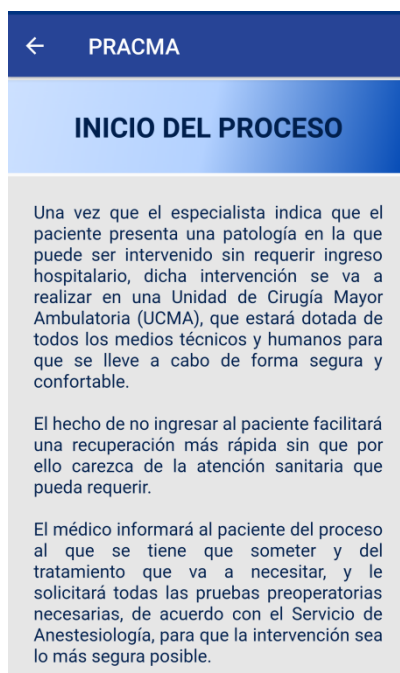 PRACMA
INICIO DEL PROCESO
Una vez que el especialista indica que el
paciente presenta una patología en la que
puede ser intervenido sin requerir ingreso
hospitalario, dicha intervención se va a
realizar en una Unidad de Cirugía Mayor
Ambulatoria (UCMA), que estará dotada de
todos los medios técnicos y humanos para
que se lleve a cabo de forma segura y
confortable.
El hecho de no ingresar al paciente facilitará
una recuperación más rápida sin que por
ello carezca de la atención sanitaria que
pueda requerir.
El médico informará al paciente del proceso
al que se tiene que someter y del
tratamiento que va a necesitar, y le
solicitará todas las pruebas preoperatorias
necesarias, de acuerdo con el Servicio de
Anestesiología, para que la intervención sea
lo más segura posible.